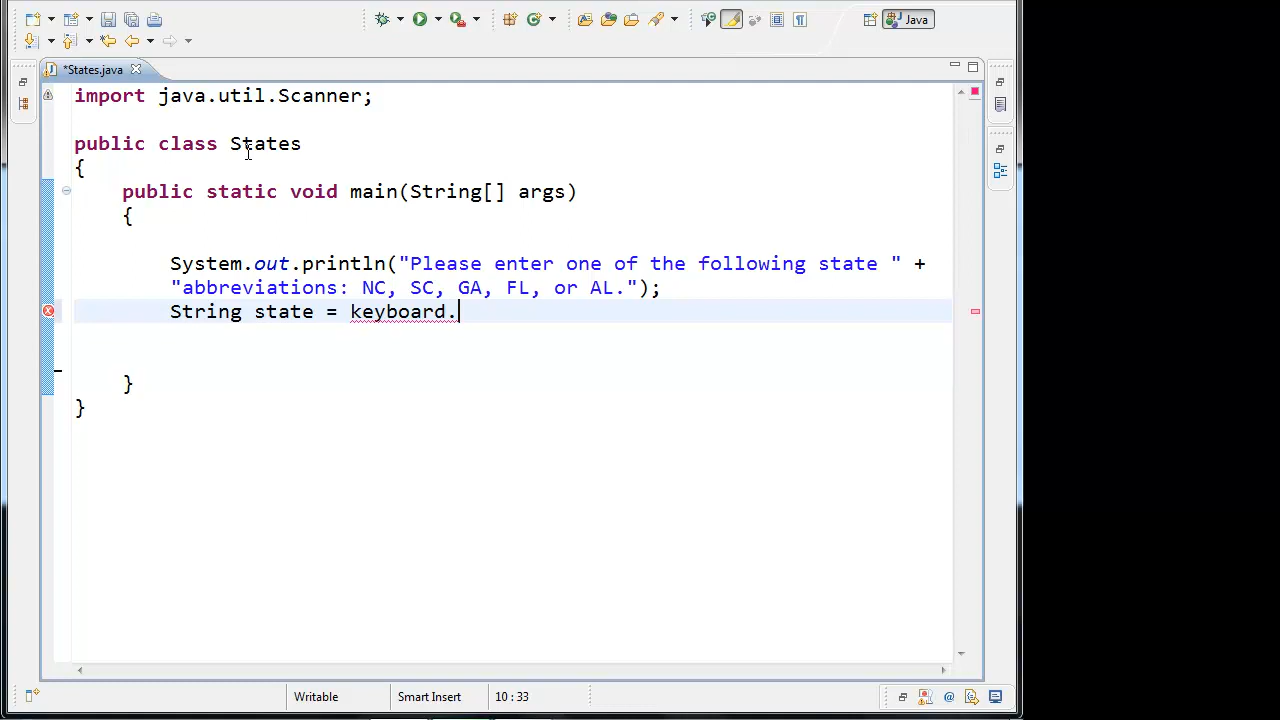 Java
*States.java
import java.util.Scanner;
public class States
{
public static void main(String[] args)
{
System.out.println("Please enter one of the following state " +
"abbreviations: NC, SC, GA, FL, or AL.");
String state = keyboard.
}
}
Writable Smart Insert 10 : 33